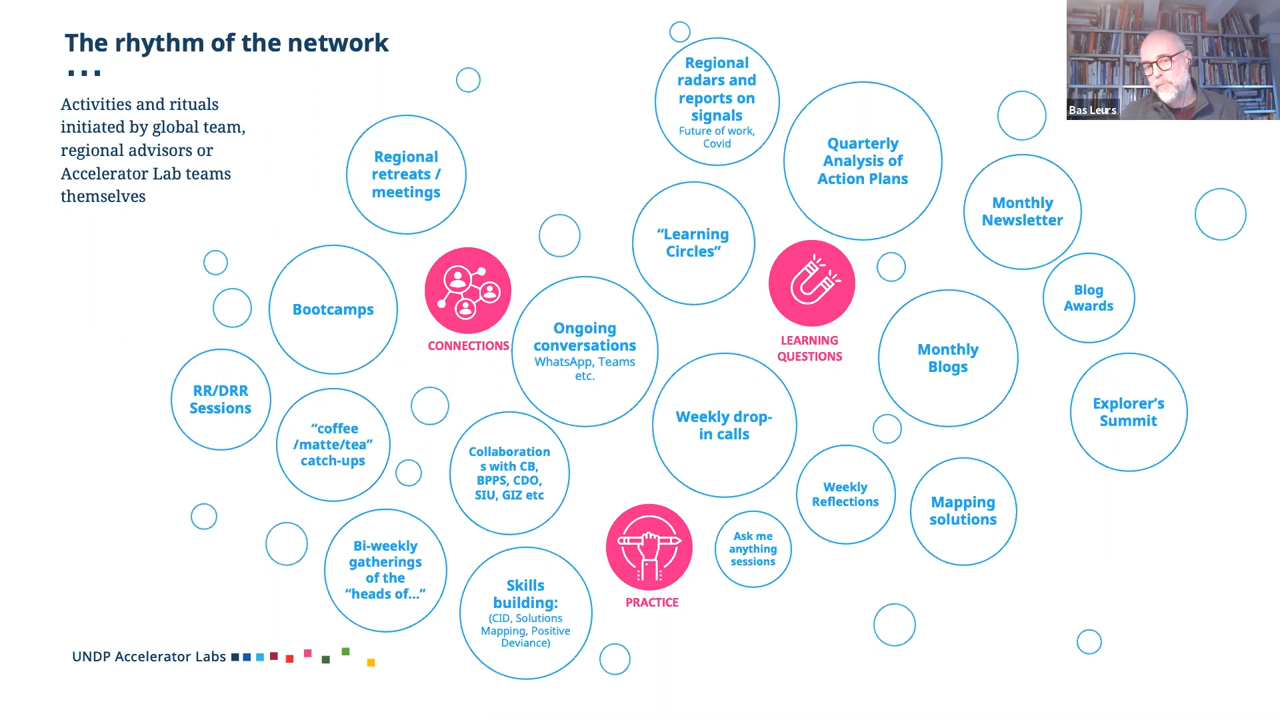 The rhythm of the network
...
Activities and rituals
initiated by global team,
regional advisors or
Accelerator Lab teams
themselves
Bas Leurs
Regional
radars and
reports on
signals
Future of work,
Covid
Quarterly
Analysis of
Action Plans
Regional
retreats /
meetings
Monthly
Newsletter
“Learning
Circles”
Blog
Awards
Bootcamps
CONNECTIONS
Ongoing
conversations
WhatsApp, Teams
etc.
LEARNING
QUESTIONS
Monthly
Blogs
RR/DRR
Sessions
Explorer’s
Summit
“coffee
/matte/tea”
catch-ups
Weekly drop-
in calls
Collaboration
s with CB,
BPPS, CDO,
SIU, GIZ etc
Weekly
Reflections
Mapping
solutions
Ask me
anything
sessions
Bi-weekly
gatherings
of the
“heads of...”
Skills
building:
(CID, Solutions
Mapping, Positive
Deviance)
PRACTICE
UNDP Accelerator Labs